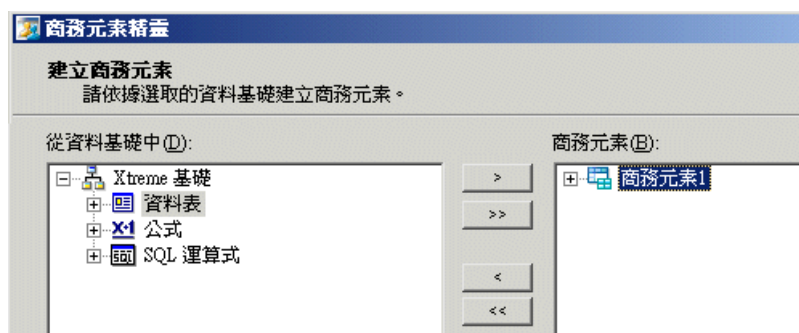 商務元素精靈
建立商務元素
請依據選取的資料基礎建立商務元素。
從資料基礎中(D):
商務元素(B):
Xtreme 基礎
資料表
X+1 公式
SQL SQL 運算式
>
>>
<
<<
商務元素1